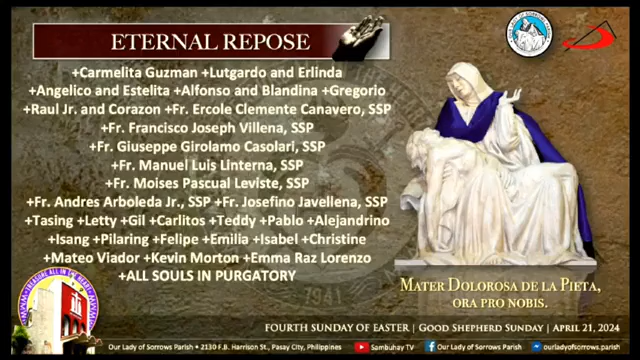 ETERNAL REPOSE
+Carmelita Guzman +Lutgardo and Erlinda
+Angelico and Estelita +Alfonso and Blandina +Gregorio
+Raul Jr. and Corazon +Fr. Ercole Clemente Canavero, SSP
+Fr. Francisco Joseph Villena, SSP
+Fr. Giuseppe Girolamo Casolari, SSP
+Fr. Manuel Luis Linterna, SSP
+Fr. Moises Pascual Leviste, SSP
+Fr. Andres Arboleda Jr., SSP +Fr. Josefino Javellena, SSP
+Tasing +Letty +Gil +Carlitos +Teddy +Pablo +Alejandrino
+Isang +Pilaring +Felipe +Emilia +Isabel +Christine
+Mateo Viador +Kevin Morton +Emma Raz Lorenzo
+ALL SOULS IN PURGATORY
1941
MATER DOLOROSA DE LA PIETA,
ORA PRO NOBIS.
TREASURE ALL IN THE HEART
FOURTH SUNDAY OF EASTER | GOOD SHEPHERD SUNDAY | APRIL 21, 2024
Our Lady of Sorrows Parish • 2130 F.B. Harrison St., Pasay City, Philippines
Sambuhay TV
Our Lady of Sorrows Parish
ourladyofsorrows.parish